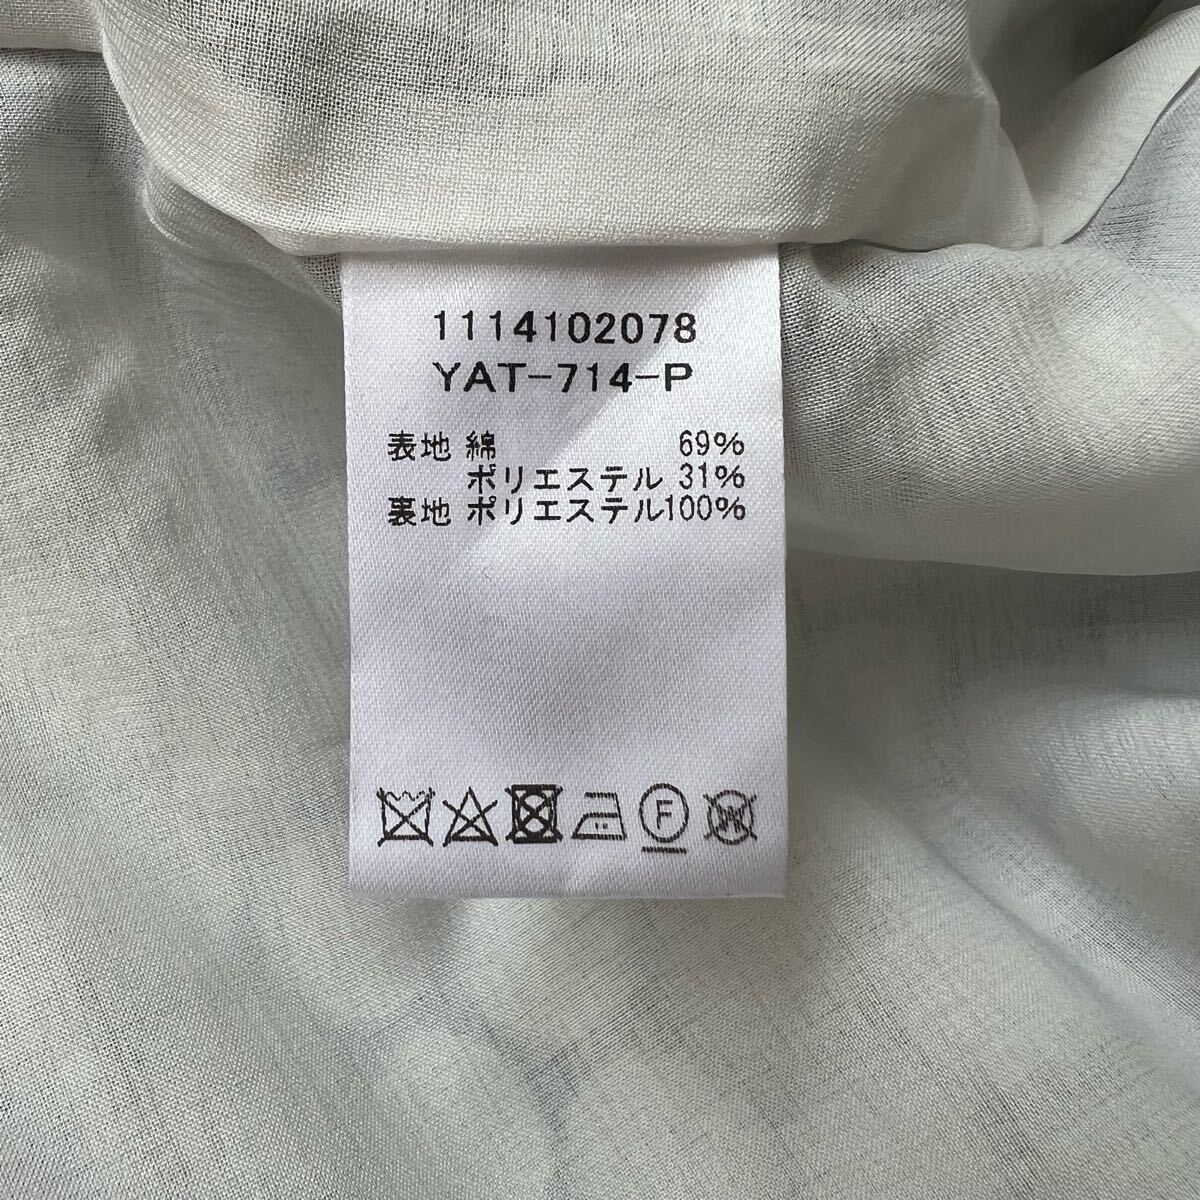 1114102078
YAT-714-P
表地 綿 69%
ポリエステル 31%
裏地 ポリエステル100%
F
W